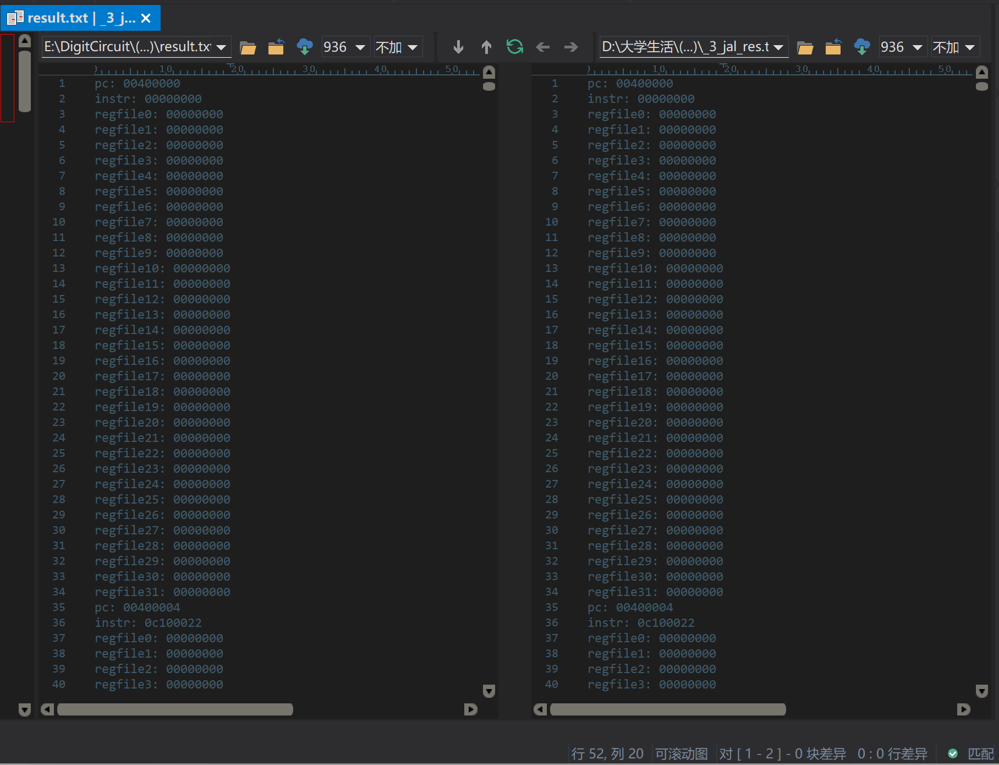 result.txt | _3_j...
E:\DigitCircuit\(...)\result.txt 936 不加 D:\大学生活\(...)\_3_jal_res.t 936 不加
0 10 20 30 40 50 0 10 20 30 40 50
1 pc: 00400000
2 instr: 00000000
3 regfile0: 00000000
4 regfile1: 00000000
5 regfile2: 00000000
6 regfile3: 00000000
7 regfile4: 00000000
8 regfile5: 00000000
9 regfile6: 00000000
10 regfile7: 00000000
11 regfile8: 00000000
12 regfile9: 00000000
13 regfile10: 00000000
14 regfile11: 00000000
15 regfile12: 00000000
16 regfile13: 00000000
17 regfile14: 00000000
18 regfile15: 00000000
19 regfile16: 00000000
20 regfile17: 00000000
21 regfile18: 00000000
22 regfile19: 00000000
23 regfile20: 00000000
24 regfile21: 00000000
25 regfile22: 00000000
26 regfile23: 00000000
27 regfile24: 00000000
28 regfile25: 00000000
29 regfile26: 00000000
30 regfile27: 00000000
31 regfile28: 00000000
32 regfile29: 00000000
33 regfile30: 00000000
34 regfile31: 00000000
35 pc: 00400004
36 instr: 0c100022
37 regfile0: 00000000
38 regfile1: 00000000
39 regfile2: 00000000
40 regfile3: 00000000
1 pc: 00400000
2 instr: 00000000
3 regfile0: 00000000
4 regfile1: 00000000
5 regfile2: 00000000
6 regfile3: 00000000
7 regfile4: 00000000
8 regfile5: 00000000
9 regfile6: 00000000
10 regfile7: 00000000
11 regfile8: 00000000
12 regfile9: 00000000
13 regfile10: 00000000
14 regfile11: 00000000
15 regfile12: 00000000
16 regfile13: 00000000
17 regfile14: 00000000
18 regfile15: 00000000
19 regfile16: 00000000
20 regfile17: 00000000
21 regfile18: 00000000
22 regfile19: 00000000
23 regfile20: 00000000
24 regfile21: 00000000
25 regfile22: 00000000
26 regfile23: 00000000
27 regfile24: 00000000
28 regfile25: 00000000
29 regfile26: 00000000
30 regfile27: 00000000
31 regfile28: 00000000
32 regfile29: 00000000
33 regfile30: 00000000
34 regfile31: 00000000
35 pc: 00400004
36 instr: 0c100022
37 regfile0: 00000000
38 regfile1: 00000000
39 regfile2: 00000000
40 regfile3: 00000000
行 52, 列 20 可滚动图 对 [ 1 - 2 ] - 0 块差异 0 : 0 行差异 匹配